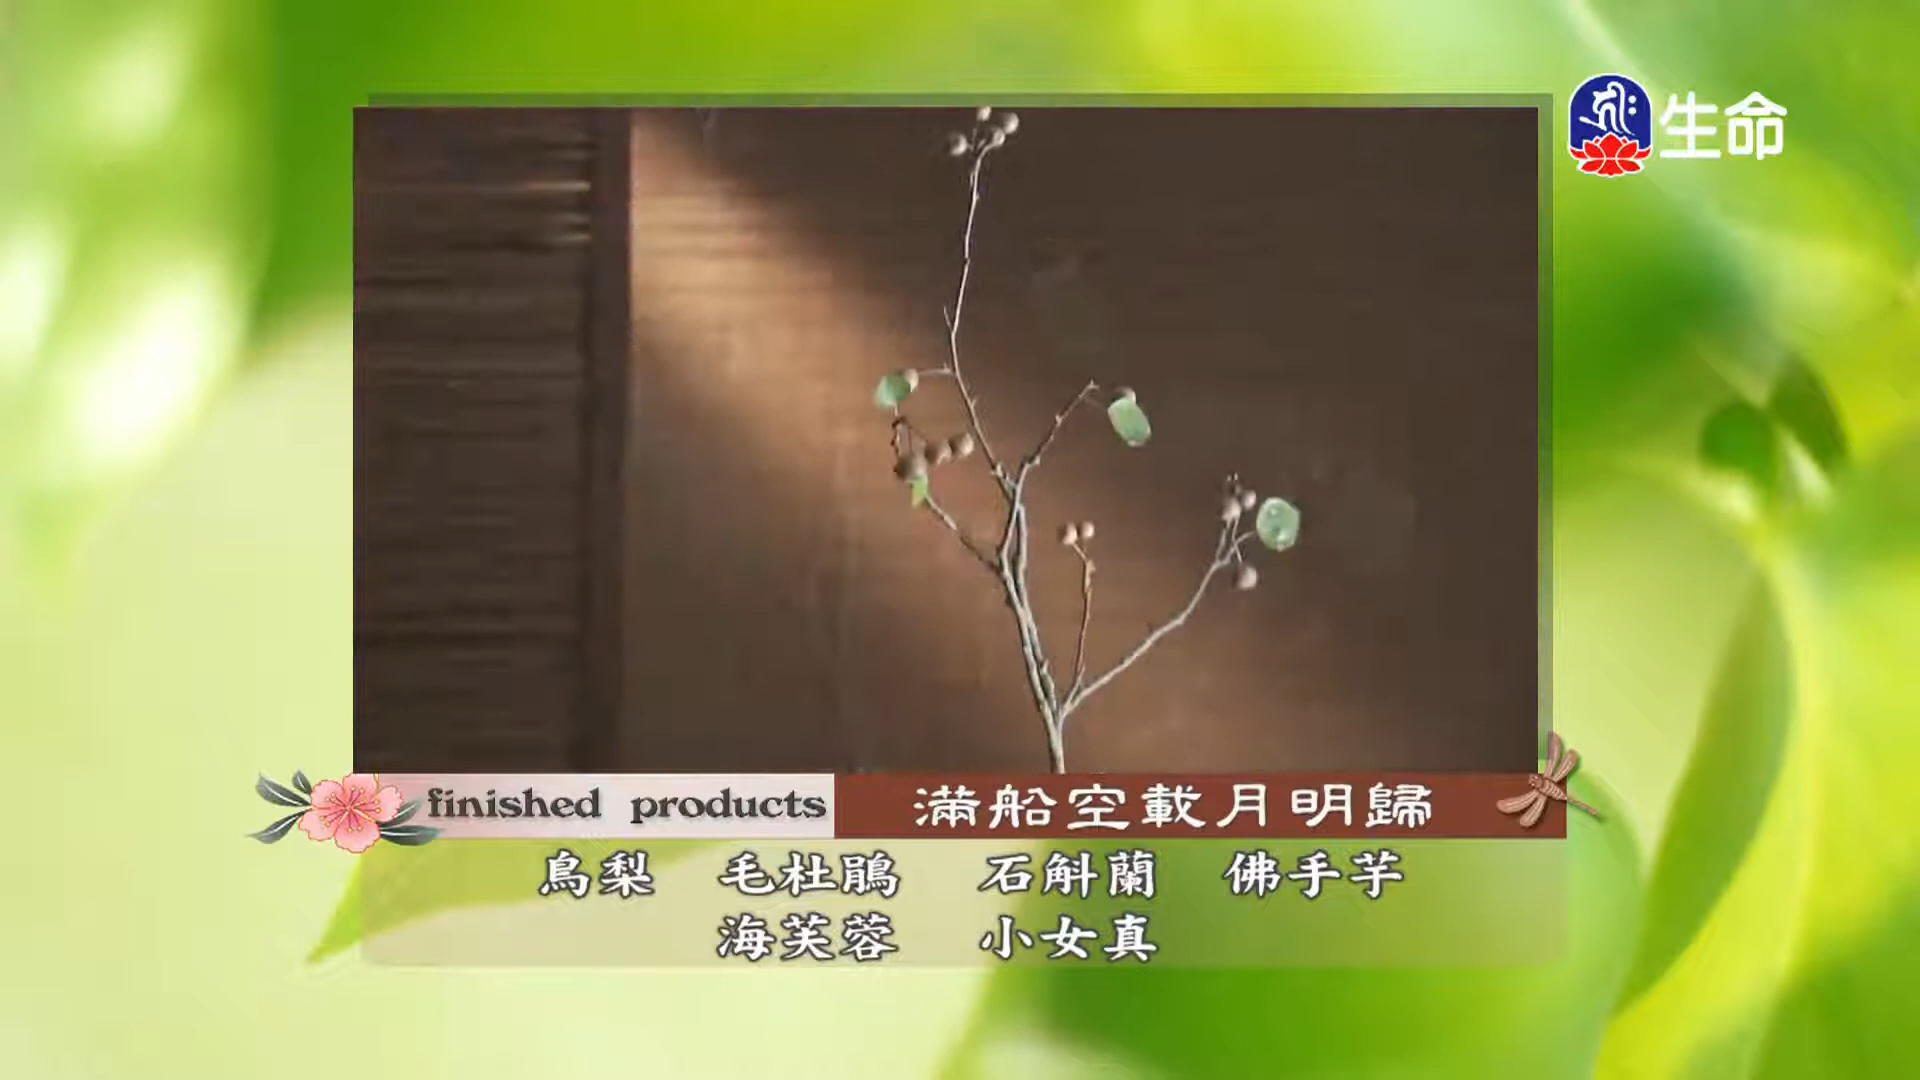 生命
finished products
滿船空載月明歸
鳥梨 毛杜鵑 石斛蘭 佛手芋
海芙蓉 小女真